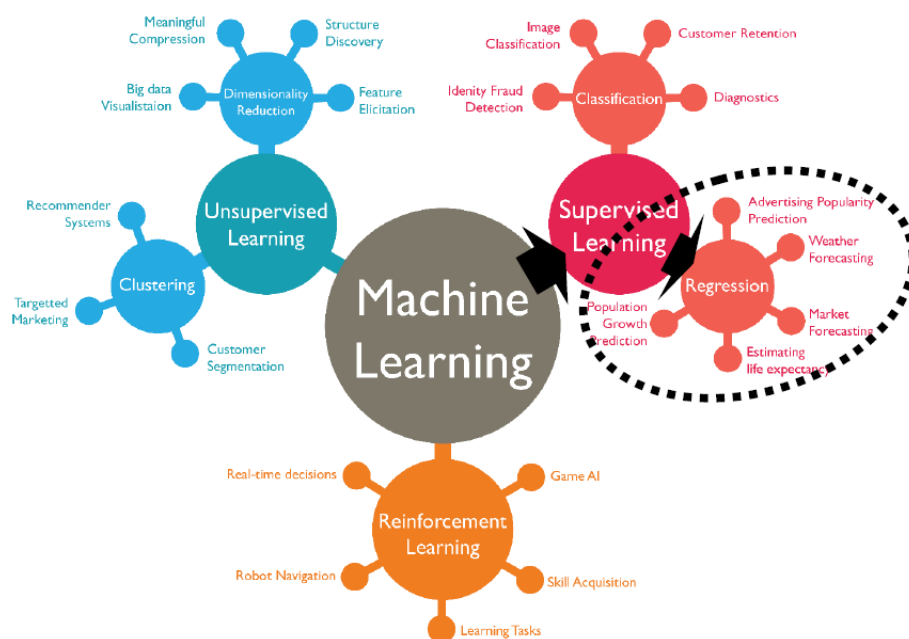 Meaningful
Compression
Structure
Discovery
Big data
Visualistaion
Dimensionality
Reduction
Feature
Elicitation
Image
Classification
Customer Retention
Idenity Fraud
Detection
Classification
Diagnostics
Recommender
Systems
Unsupervised
Learning
Clustering
Targetted
Marketing
Customer
Segmentation
Machine
Learning
Supervised
Learning
Advertising Popularity
Prediction
Weather
Forecasting
Regression
Population
Growth
Prediction
Market
Forecasting
Estimating
life expectancy
Real-time decisions
Game AI
Reinforcement
Learning
Robot Navigation
Skill Acquisition
Learning Tasks